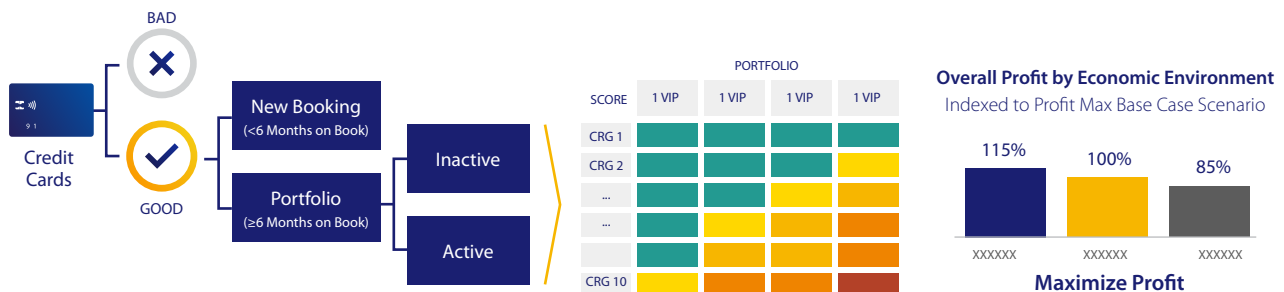 BAD
9 1
Credit
Cards
GOOD
New Booking
(<6 Months on Book)
Portfolio
(≥6 Months on Book)
Inactive
Active
PORTFOLIO
SCORE
1 VIP
1 VIP
1 VIP
1 VIP
CRG 1
CRG 2
...
...
CRG 10
Overall Profit by Economic Environment
Indexed to Profit Max Base Case Scenario
115%
100%
85%
XXXXXX
XXXXXX
XXXXXX
Maximize Profit